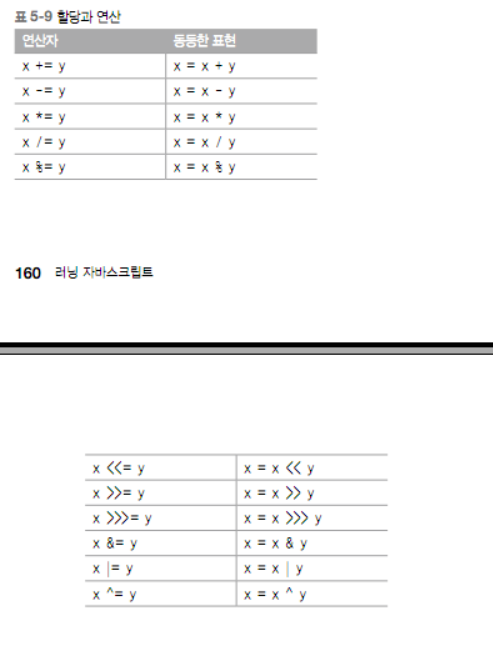 표 5-9 할당과 연산
연산자 동등한 표현
x += y x = x + y
x -= y x = x - y
x *= y x = x * y
x /= y x = x / y
x %= y x = x % y
160 러닝 자바스크립트
x <<= y x = x << y
x >>= y x = x >> y
x >>>= y x = x >>> y
x &= y x = x & y
x |= y x = x | y
x ^= y x = x ^ y